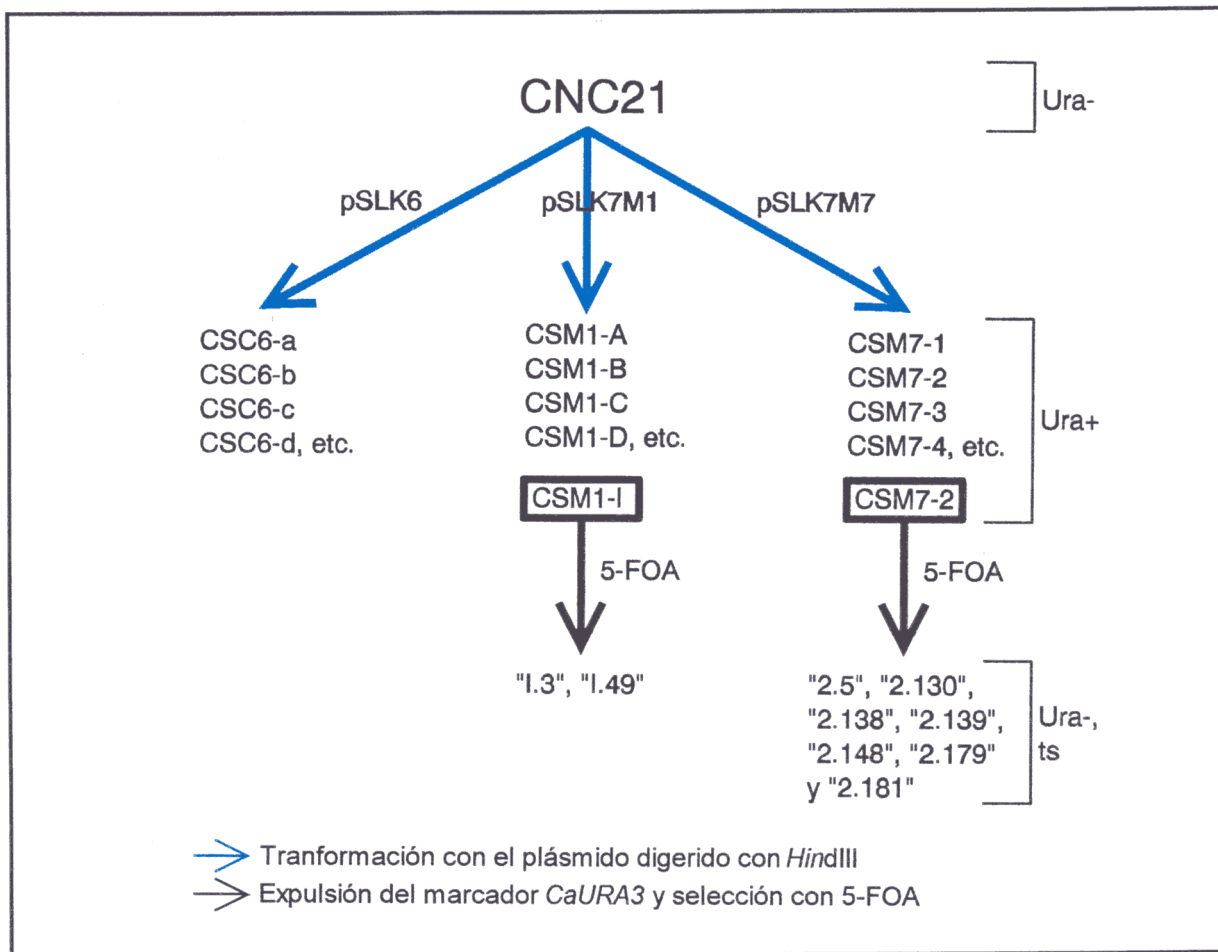 CNC21
Ura-
pSLK6
pSLK7M1
pSLK7M7
CSC6-a
CSC6-b
CSC6-c
CSC6-d, etc.
CSM1-A
CSM1-B
CSM1-C
CSM1-D, etc.
CSM1-I
CSM7-1
CSM7-2
CSM7-3
CSM7-4, etc.
CSM7-2
Ura+
5-FOA
5-FOA
"I.3", "I.49"
"2.5", "2.130",
"2.138", "2.139",
"2.148", "2.179"
y "2.181"
Ura-,
ts
Tranformación con el plásmido digerido con HindIII
Expulsión del marcador CaURA3 y selección con 5-FOA